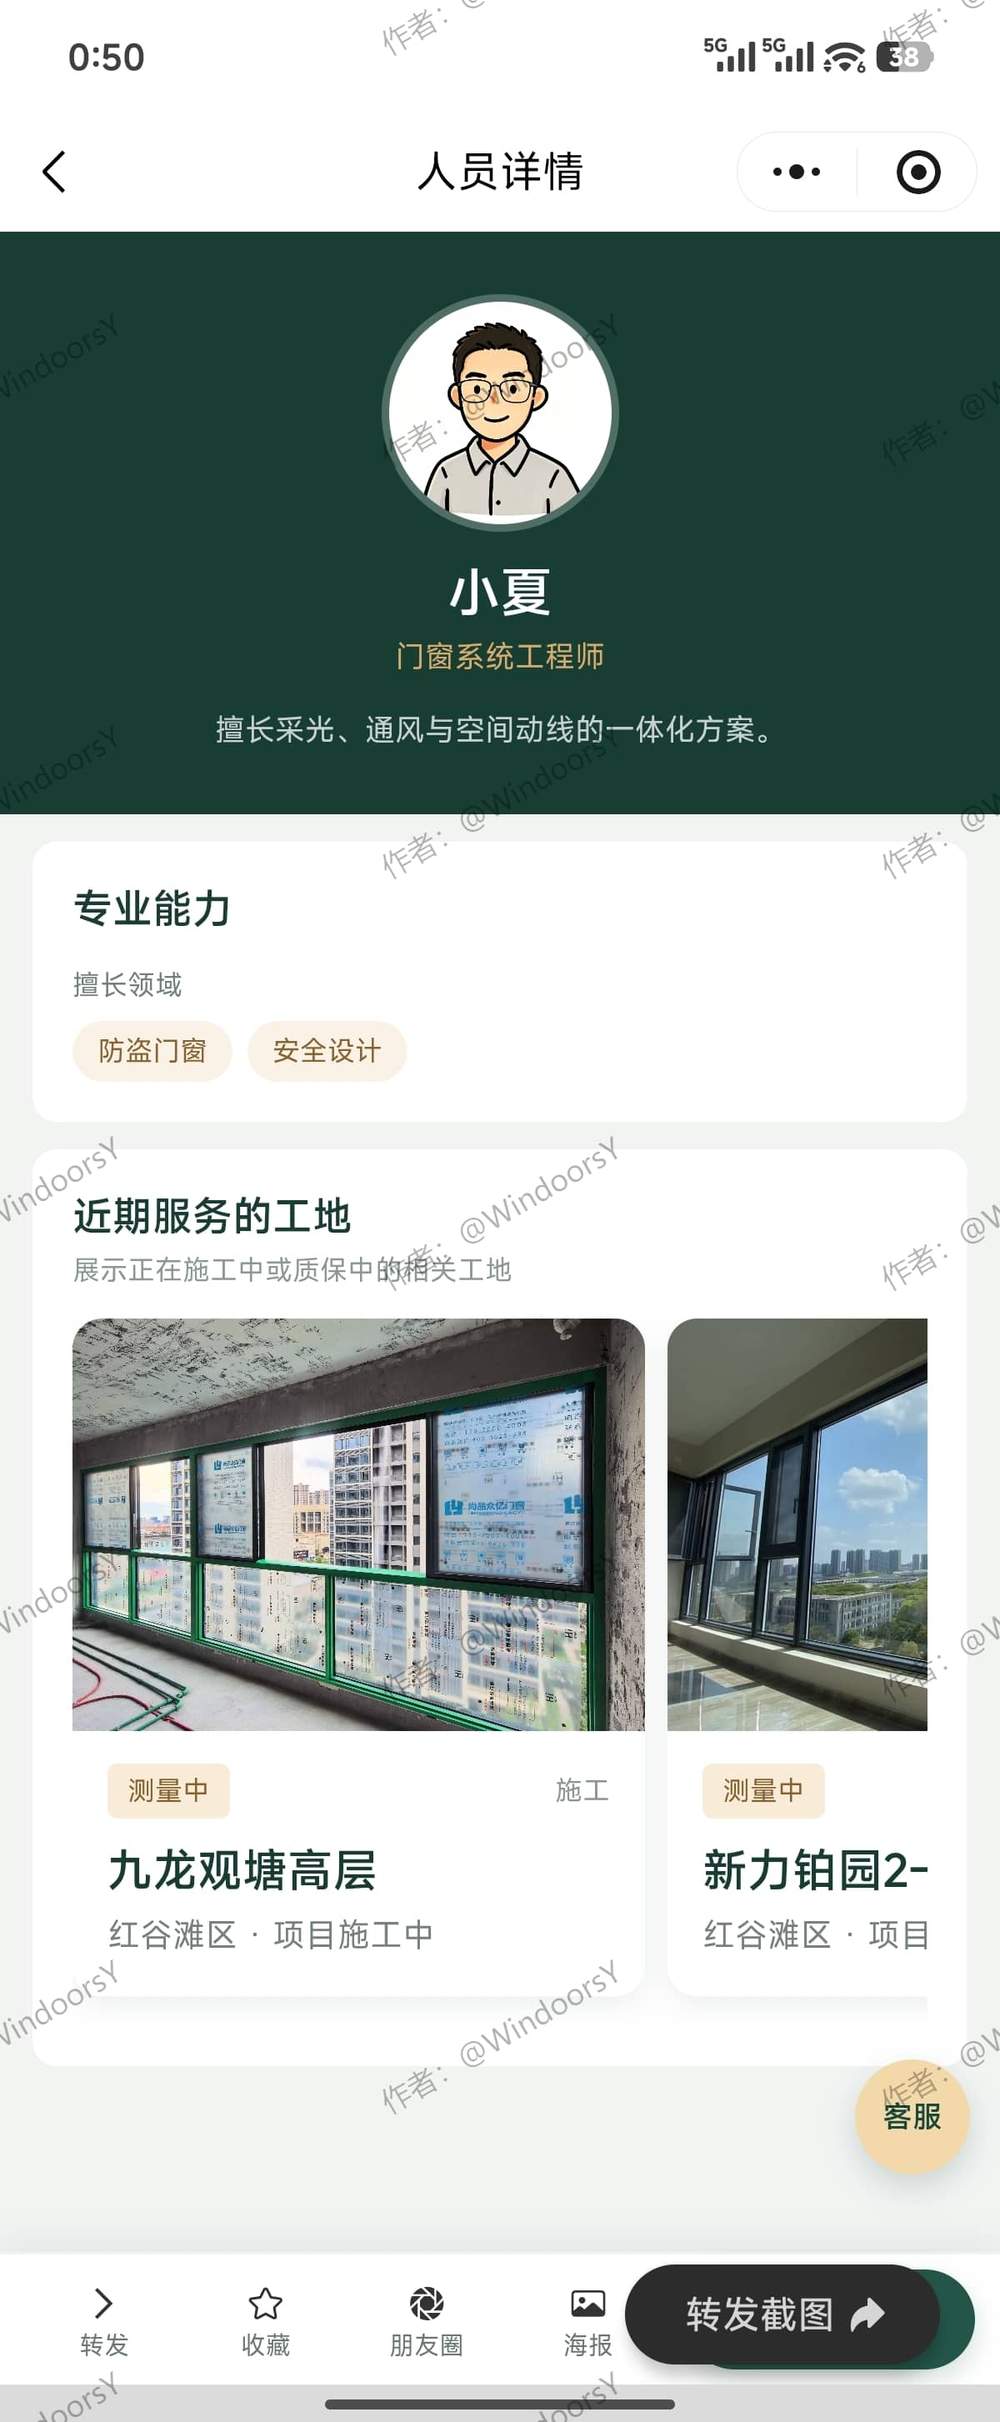 0:50
5G 5G 6 38
人员详情
小夏
门窗系统工程师
擅长采光、通风与空间动线的一体化方案。
专业能力
擅长领域
防盗门窗 安全设计
近期服务的工地
展示正在施工中或质保中的相关工地
测量中 施工
九龙观塘高层
红谷滩区 · 项目施工中
测量中
新力铂园2-
红谷滩区 · 项目
客服
转发 收藏 朋友圈 海报
转发截图
作者：@WindoorsY